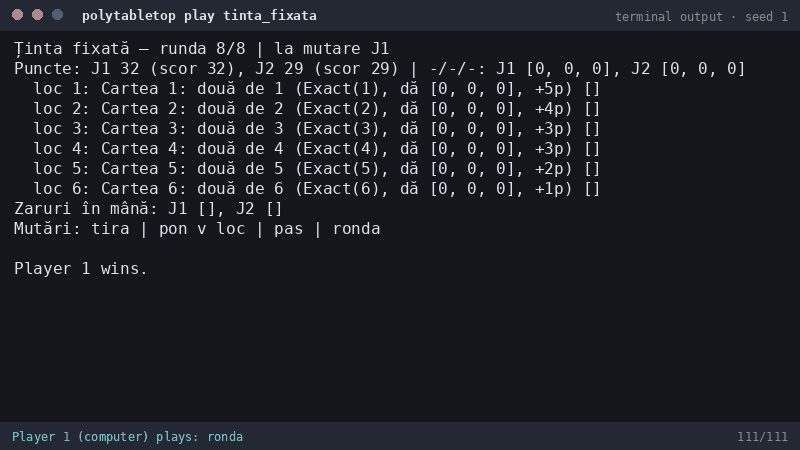 polytabletop play tinta_fixata
terminal output · seed 1
Ținta fixată — runda 8/8 | la mutare J1
Puncte: J1 32 (scor 32), J2 29 (scor 29) | -/-/-: J1 [0, 0, 0], J2 [0, 0, 0]
loc 1: Cartea 1: două de 1 (Exact(1), dă [0, 0, 0], +5p) []
loc 2: Cartea 2: două de 2 (Exact(2), dă [0, 0, 0], +4p) []
loc 3: Cartea 3: două de 3 (Exact(3), dă [0, 0, 0], +3p) []
loc 4: Cartea 4: două de 4 (Exact(4), dă [0, 0, 0], +3p) []
loc 5: Cartea 5: două de 5 (Exact(5), dă [0, 0, 0], +2p) []
loc 6: Cartea 6: două de 6 (Exact(6), dă [0, 0, 0], +1p) []
Zaruri în mână: J1 [], J2 []
Mutări: tira | pon v loc | pas | ronda
Player 1 wins.
Player 1 (computer) plays: ronda
111/111